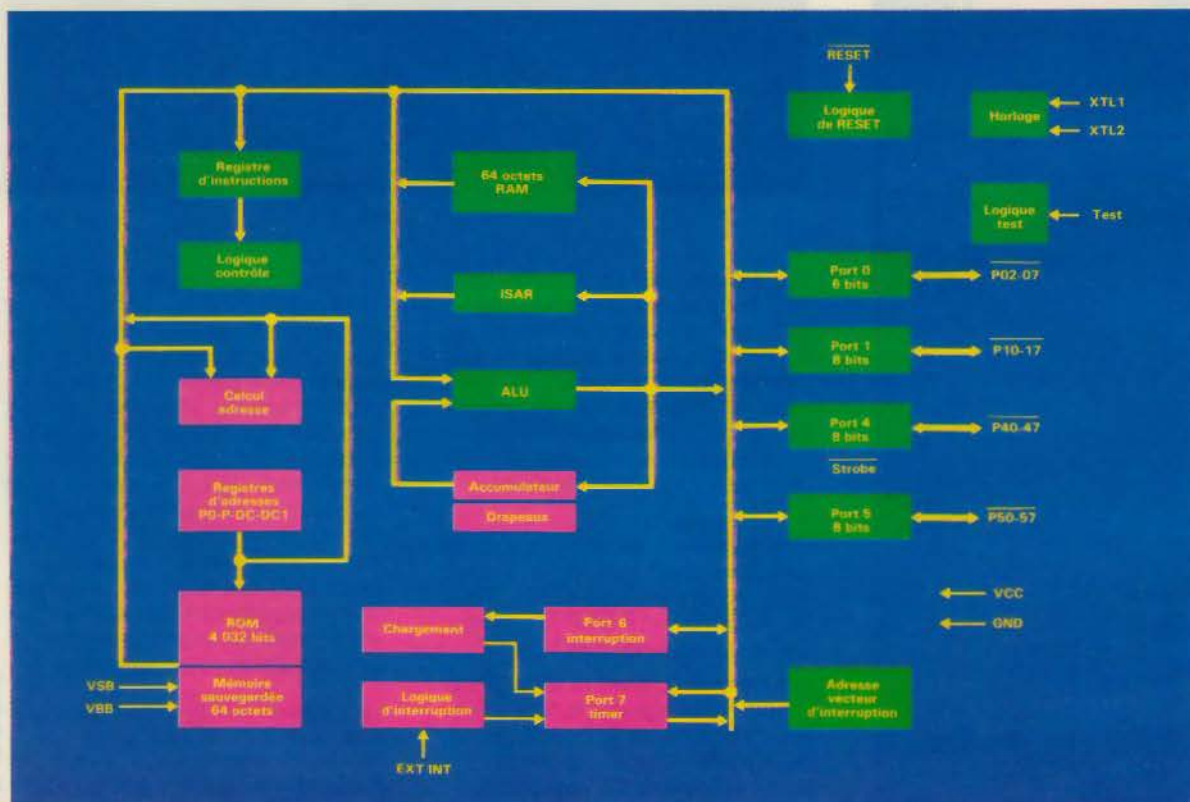 RESET
Logique
de RESET
Horloge
XTL1
XTL2
Registre
d'instructions
64 octets
RAM
Logique
test
Test
Logique
contrôle
Port 0
6 bits
P02-07
ISAR
Port 1
8 bits
P10-17
Calcul
adresse
ALU
Port 4
8 bits
P40-47
Strobe
Registres
d'adresses
P0-P-DC-DC1
Accumulateur
Drapeaux
Port 5
8 bits
P50-57
VCC
GND
ROM
4 032 bits
Chargement
Port 6
interruption
VSB
VBB
Mémoire
sauvegardée
64 octets
Logique
d'interruption
Port 7
timer
Adresse
vecteur
d'interruption
EXT INT